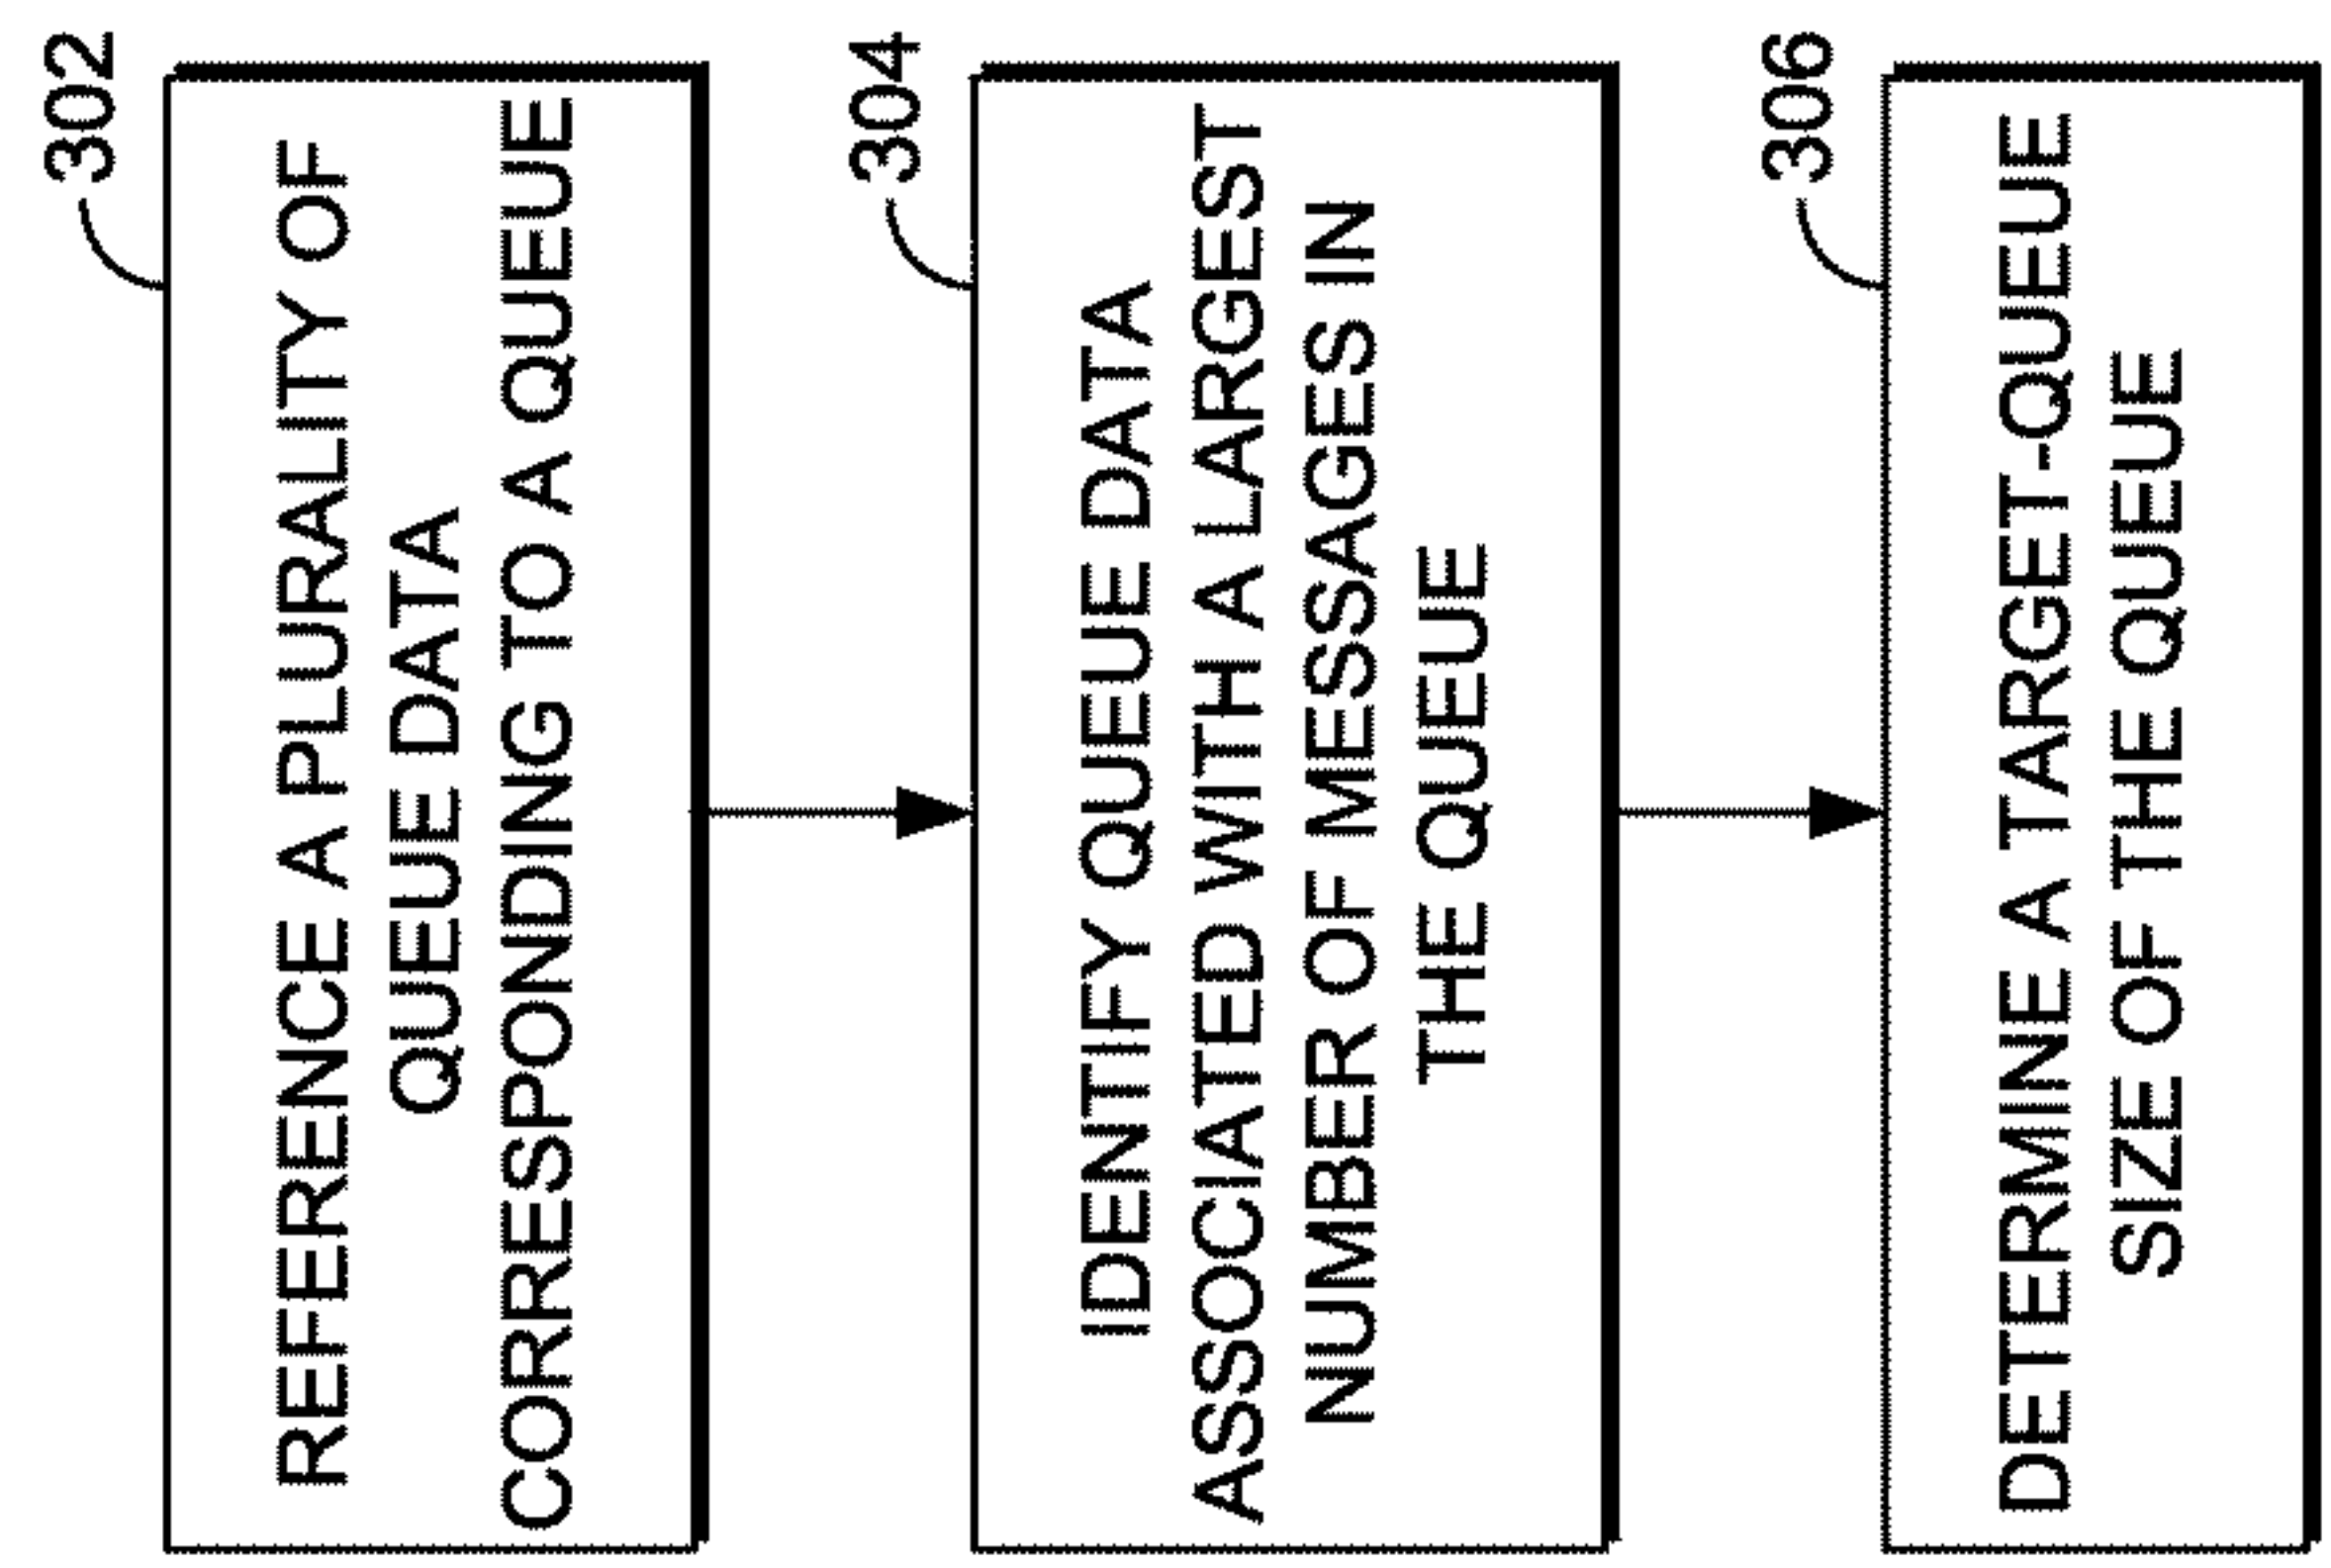 302
REFERENCE A PLURALITY OF
QUEUE DATA
CORRESPONDING TO A QUEUE
304
IDENTIFY QUEUE DATA
ASSOCIATED WITH A LARGEST
NUMBER OF MESSAGES IN
THE QUEUE
306
DETERMINE A TARGET-QUEUE
SIZE OF THE QUEUE